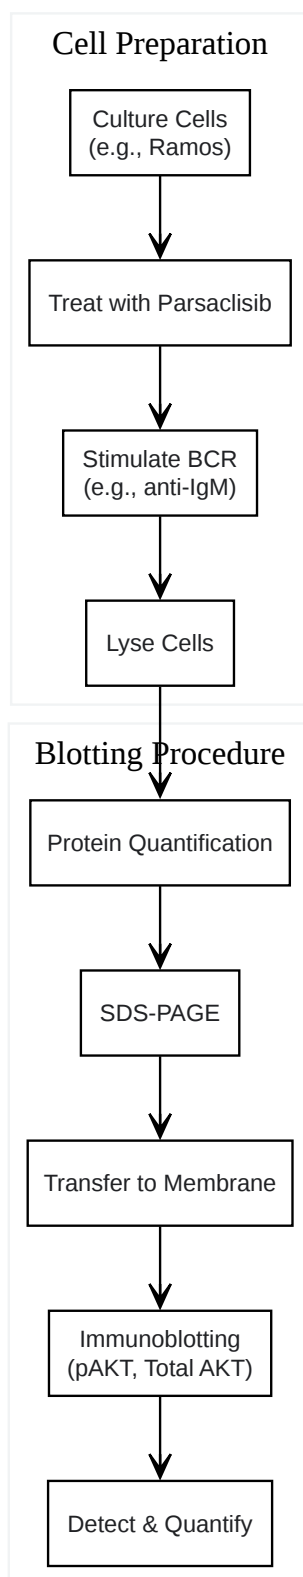 Cell Preparation
Culture Cells
(e.g., Ramos)
Treat with Parsaclisib
Stimulate BCR
(e.g., anti-IgM)
Lyse Cells
Blotting Procedure
Protein Quantification
SDS-PAGE
Transfer to Membrane
Immunoblotting
(pAKT, Total AKT)
Detect & Quantify